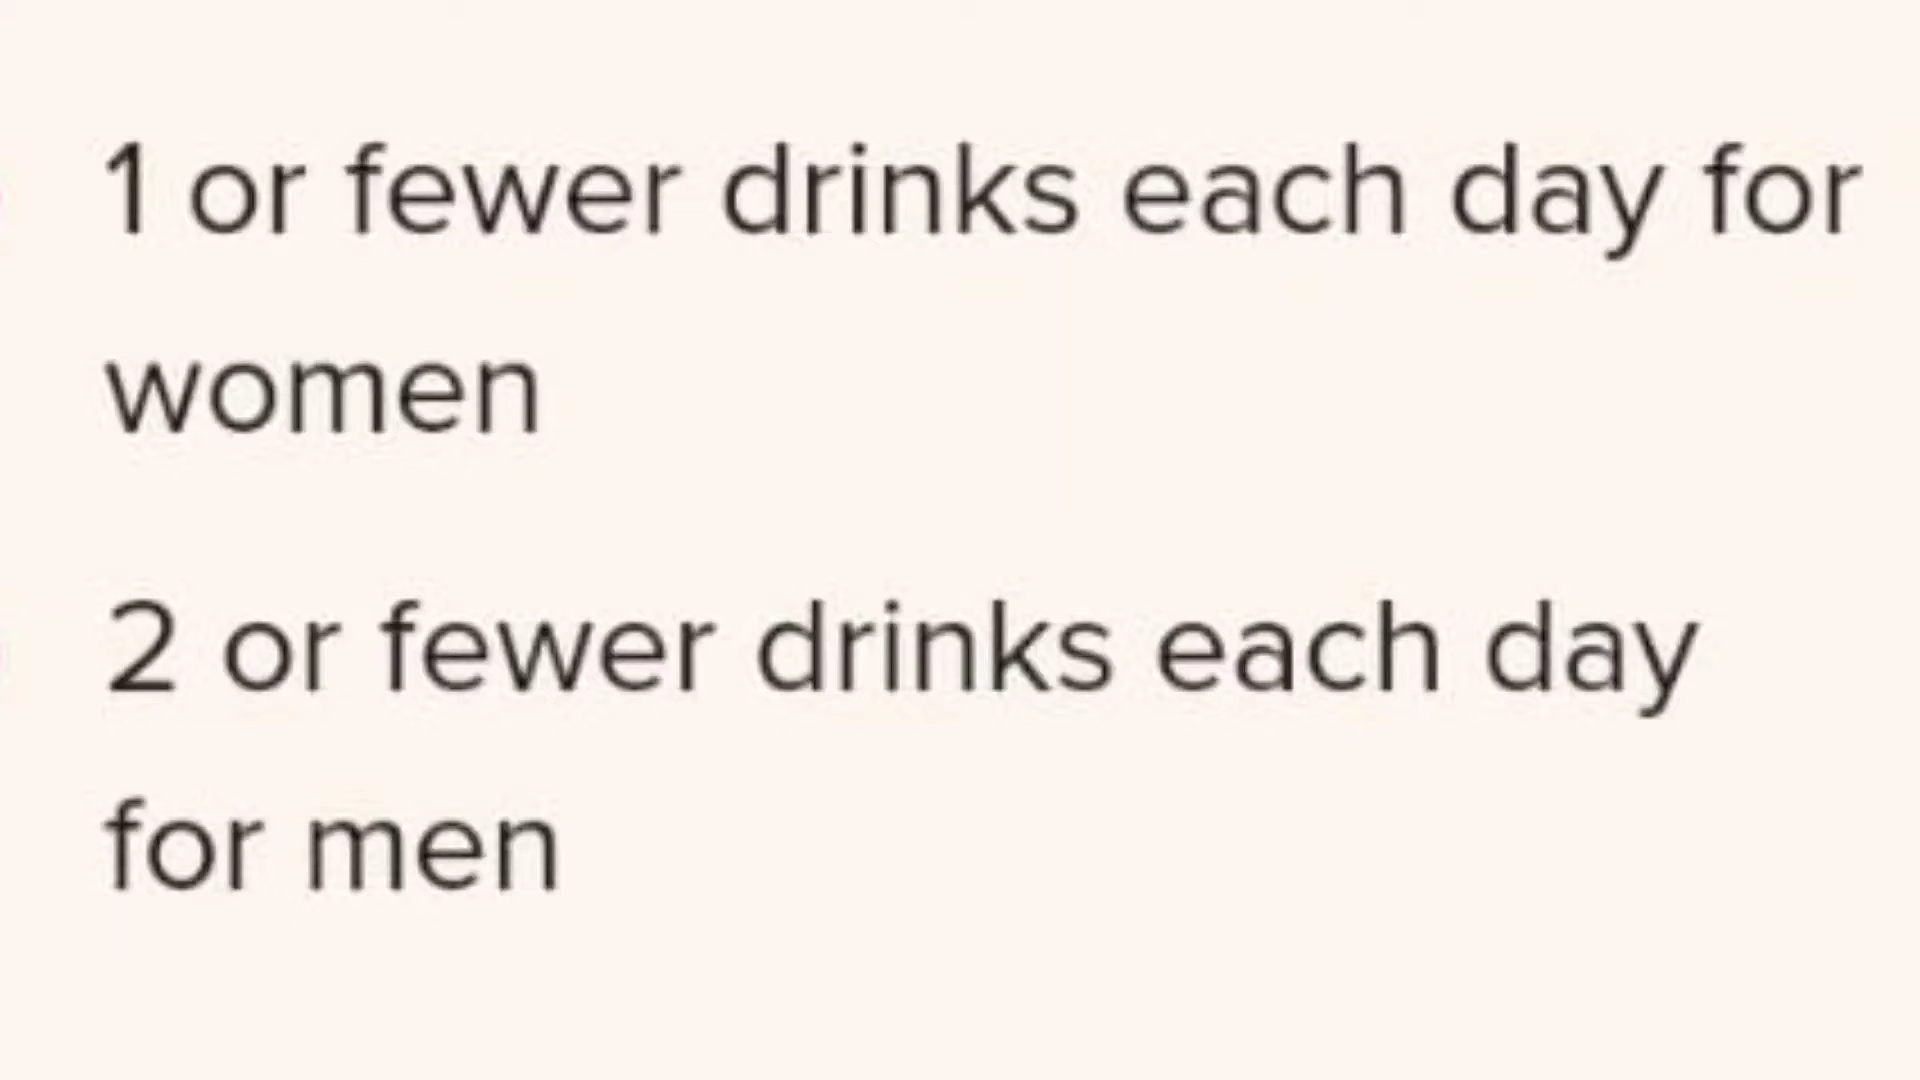 1 or fewer drinks each day for
women
2 or fewer drinks each day
for men